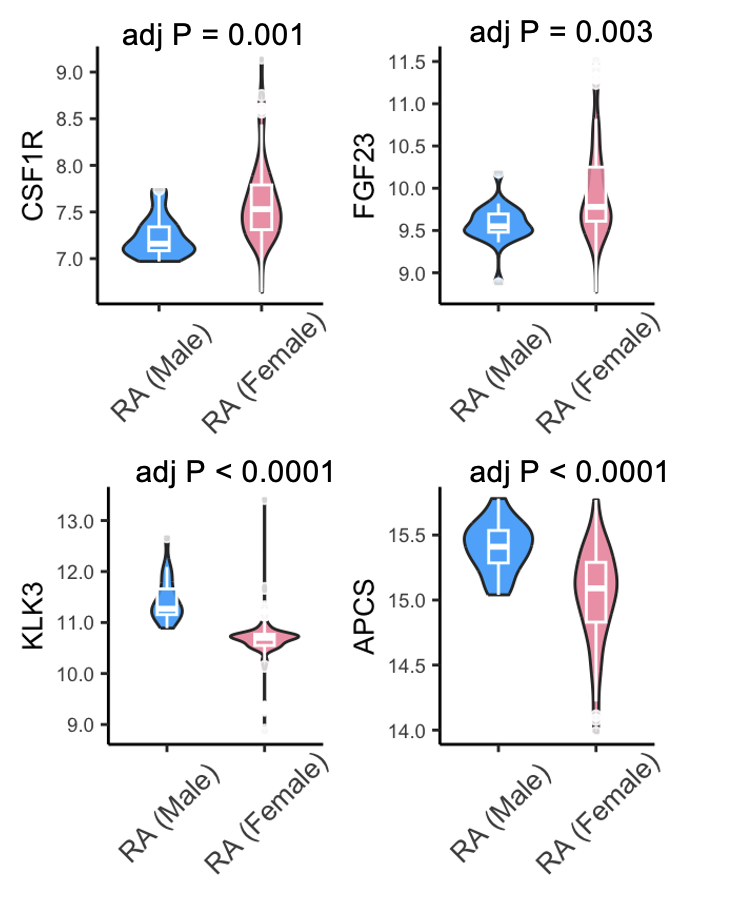 adj P = 0.001
CSF1R
9.0
8.5
8.0
7.5
7.0
RA (Male)
RA (Female)
adj P = 0.003
FGF23
11.5
11.0
10.5
10.0
9.5
9.0
RA (Male)
RA (Female)
adj P < 0.0001
KLK3
13.0
12.0
11.0
10.0
9.0
RA (Male)
RA (Female)
adj P < 0.0001
APCS
15.5
15.0
14.5
14.0
RA (Male)
RA (Female)